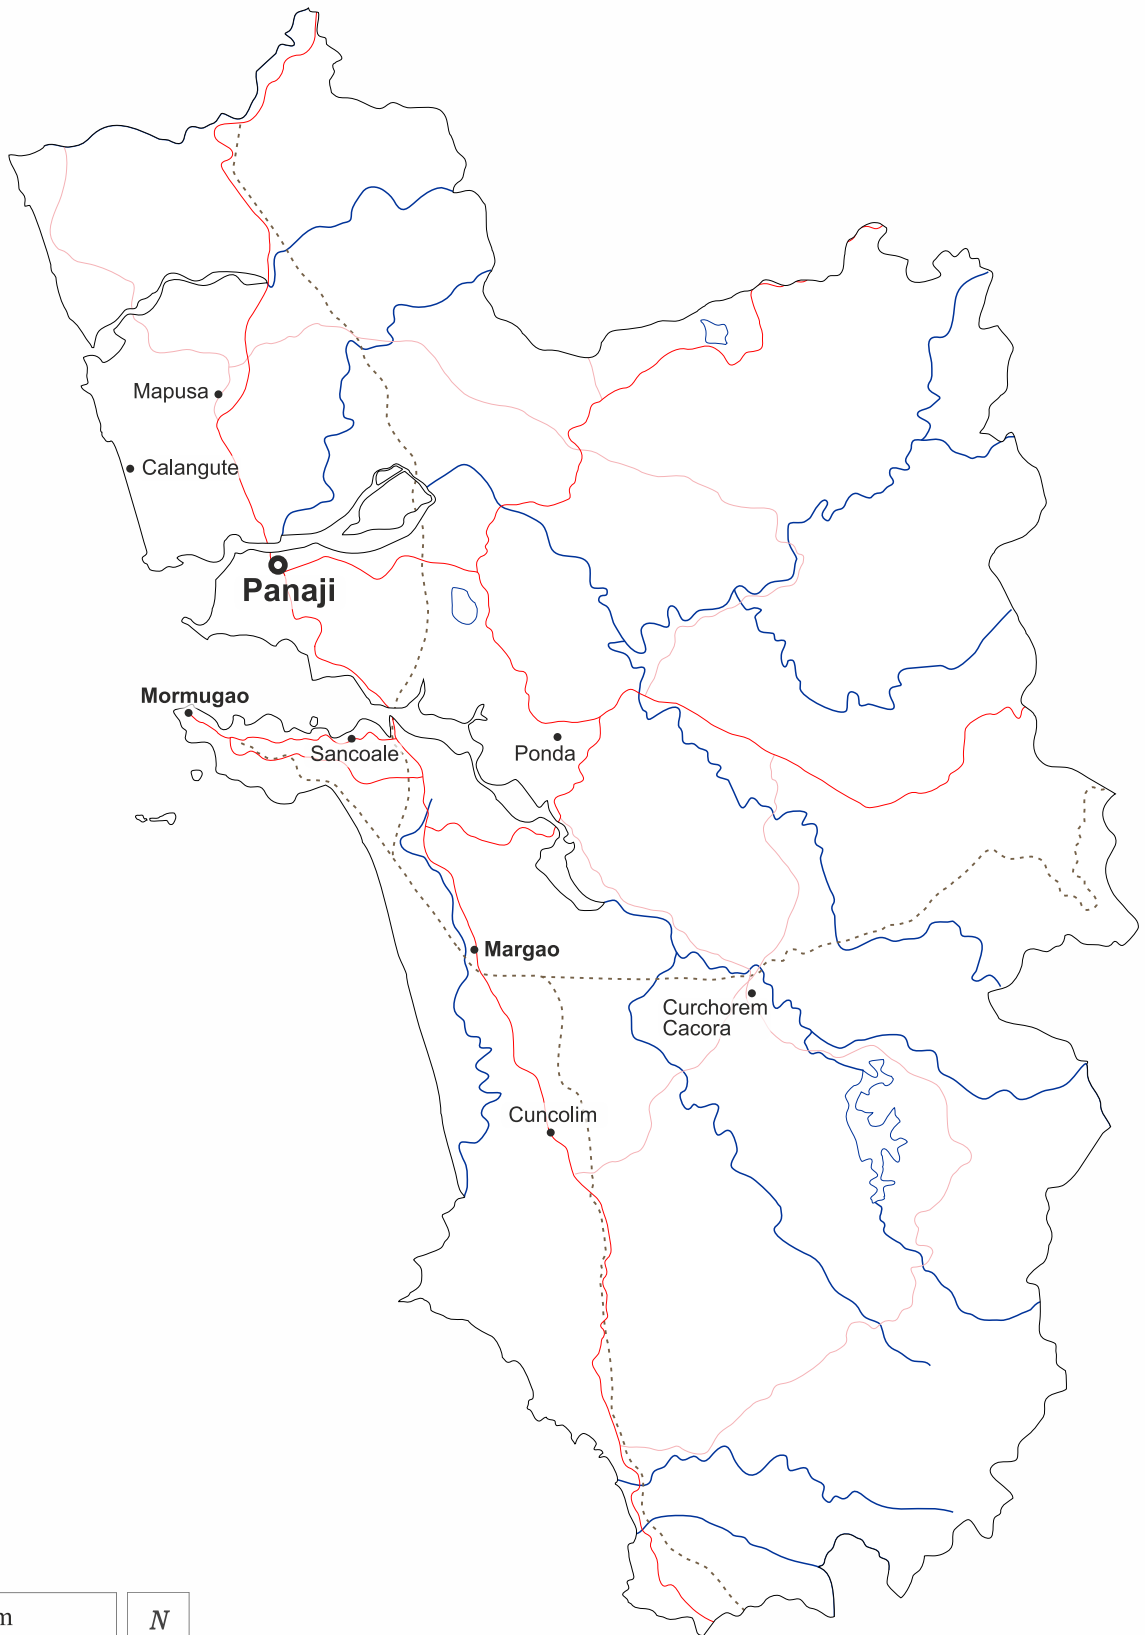 Mapusa
Calangute
Panaji
Mormugao
Sancoale
Ponda
Margao
Curchorem
Cacora
Cuncolim
m
N